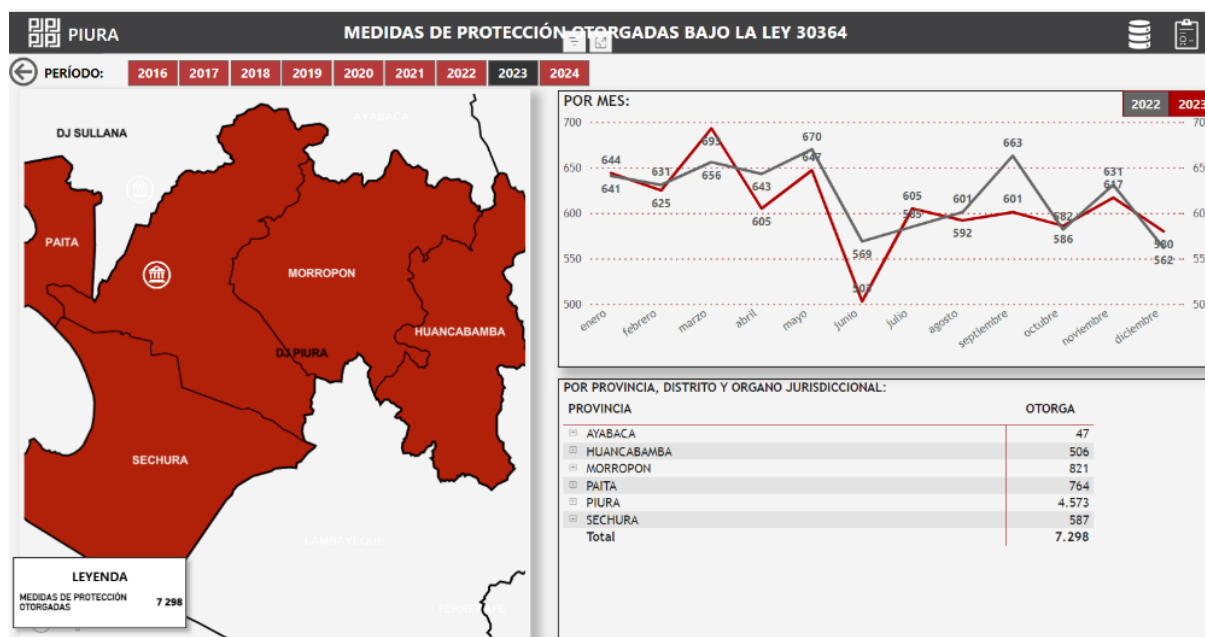 PIURA
MEDIDAS DE PROTECCIÓN OTORGADAS BAJO LA LEY 30364
PERÍODO:
2016 2017 2018 2019 2020 2021 2022 2023 2024
AYABACA
DJ SULLANA
PAITA
MORROPON
HUANCABAMBA
DJ PIURA
SECHURA
LAMBAYEQUE
LEYENDA
MEDIDAS DE PROTECCIÓN
OTORGADAS
7 298
POR MES:
2022 2023
700
650
600
550
500
644 631 693 643 670 569 605 601 663 582 631 580
641 625 656 605 647 503 585 592 601 586 617 562
enero febrero marzo abril mayo junio julio agosto septiembre octubre noviembre diciembre
POR PROVINCIA, DISTRITO Y ORGANO JURISDICCIONAL:
PROVINCIA OTORGA
AYABACA 47
HUANCABAMBA 506
MORROPON 821
PAITA 764
PIURA 4.573
SECHURA 587
Total 7.298